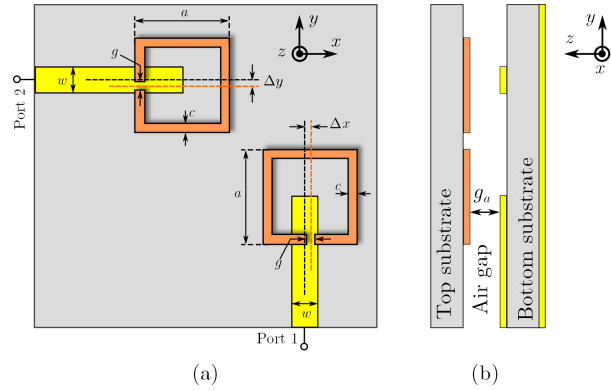 a
y
z
x
g
w
Δy
Port 2
c
Δx
a
c
g
w
Port 1
(a)
y
z
x
g_a
Top substrate
Air gap
Bottom substrate
(b)